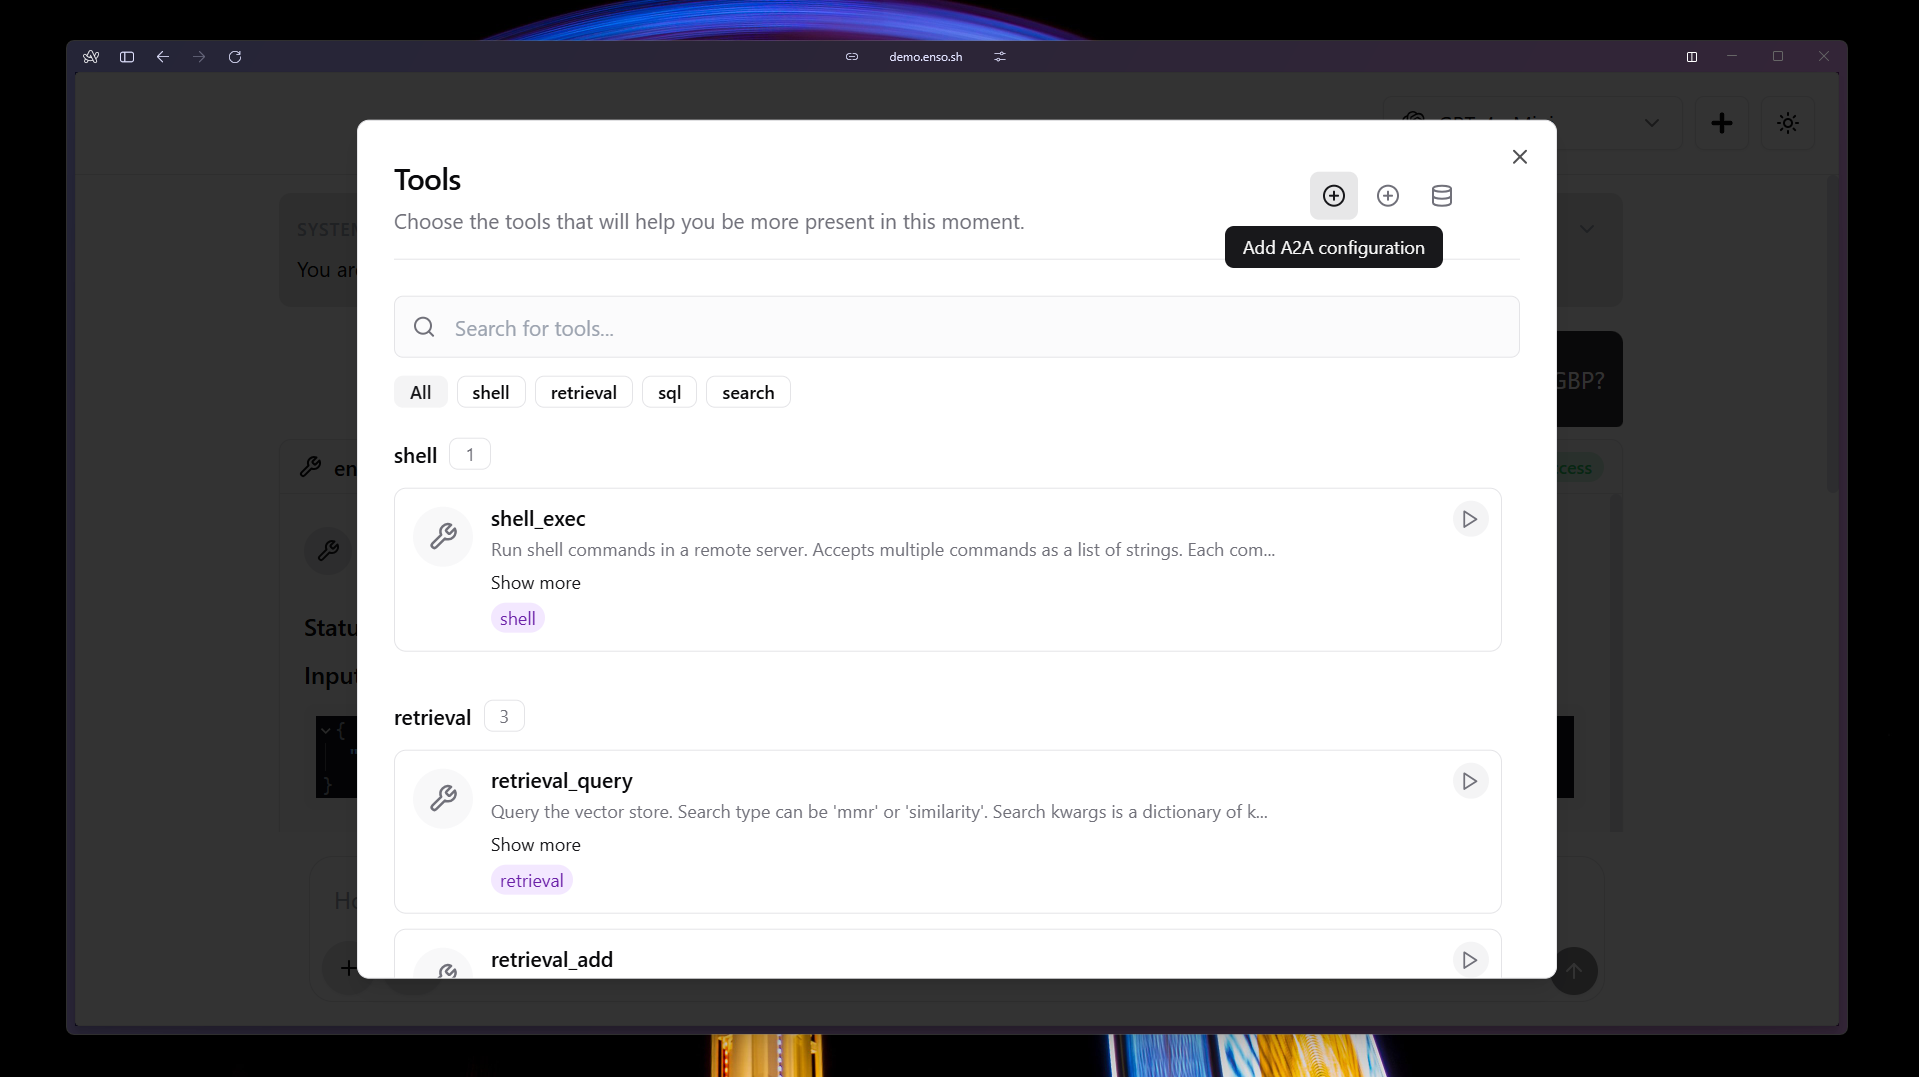 demo.enso.sh
Tools
Choose the tools that will help you be more present in this moment.
Add A2A configuration
SYSTEM
You are
Search for tools...
GBP?
All
shell
retrieval
sql
search
shell
1
shell_exec
Run shell commands in a remote server. Accepts multiple commands as a list of strings. Each com...
Show more
shell
Statu
Input
{
"
}
retrieval
3
retrieval_query
Query the vector store. Search type can be 'mmr' or 'similarity'. Search kwargs is a dictionary of k...
Show more
retrieval
retrieval_add